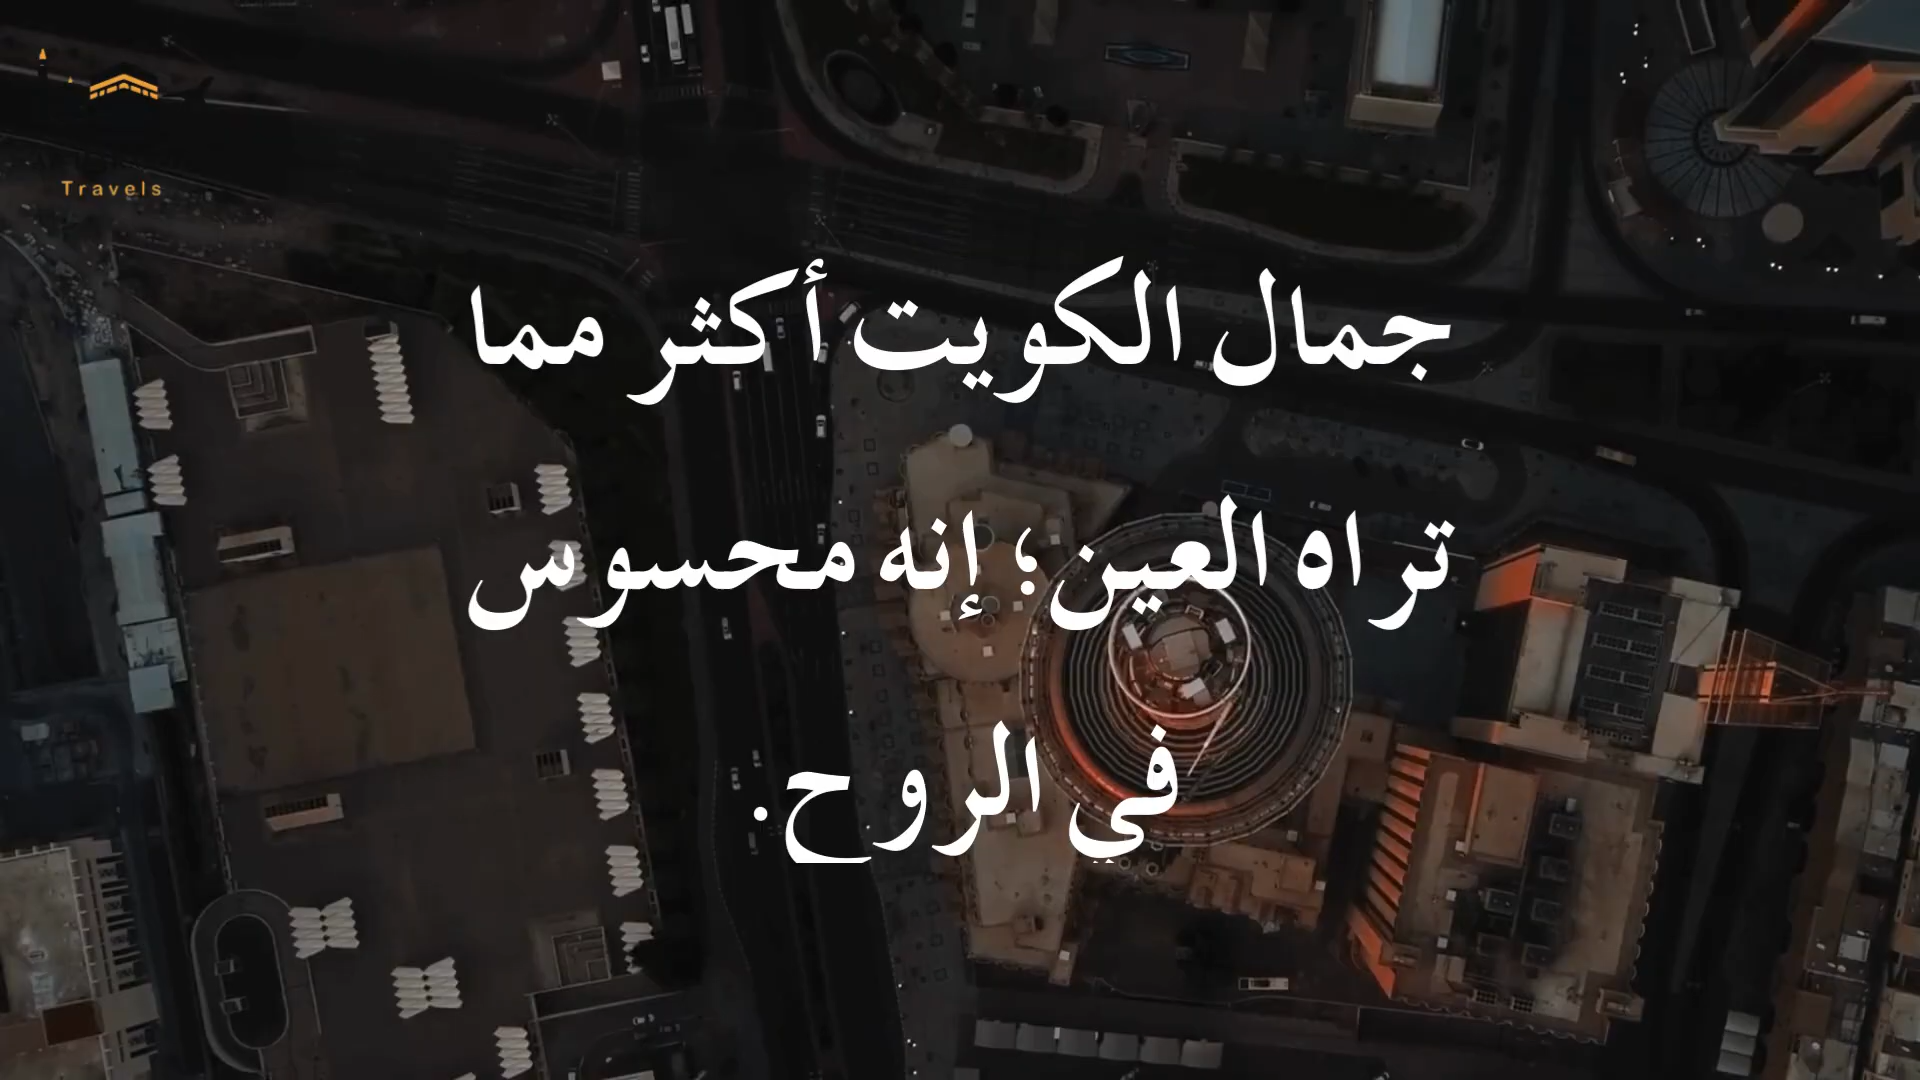 Travels
جمال الكويت أكثر مما
تراه العين؛ إنه محسوس
في الروح.